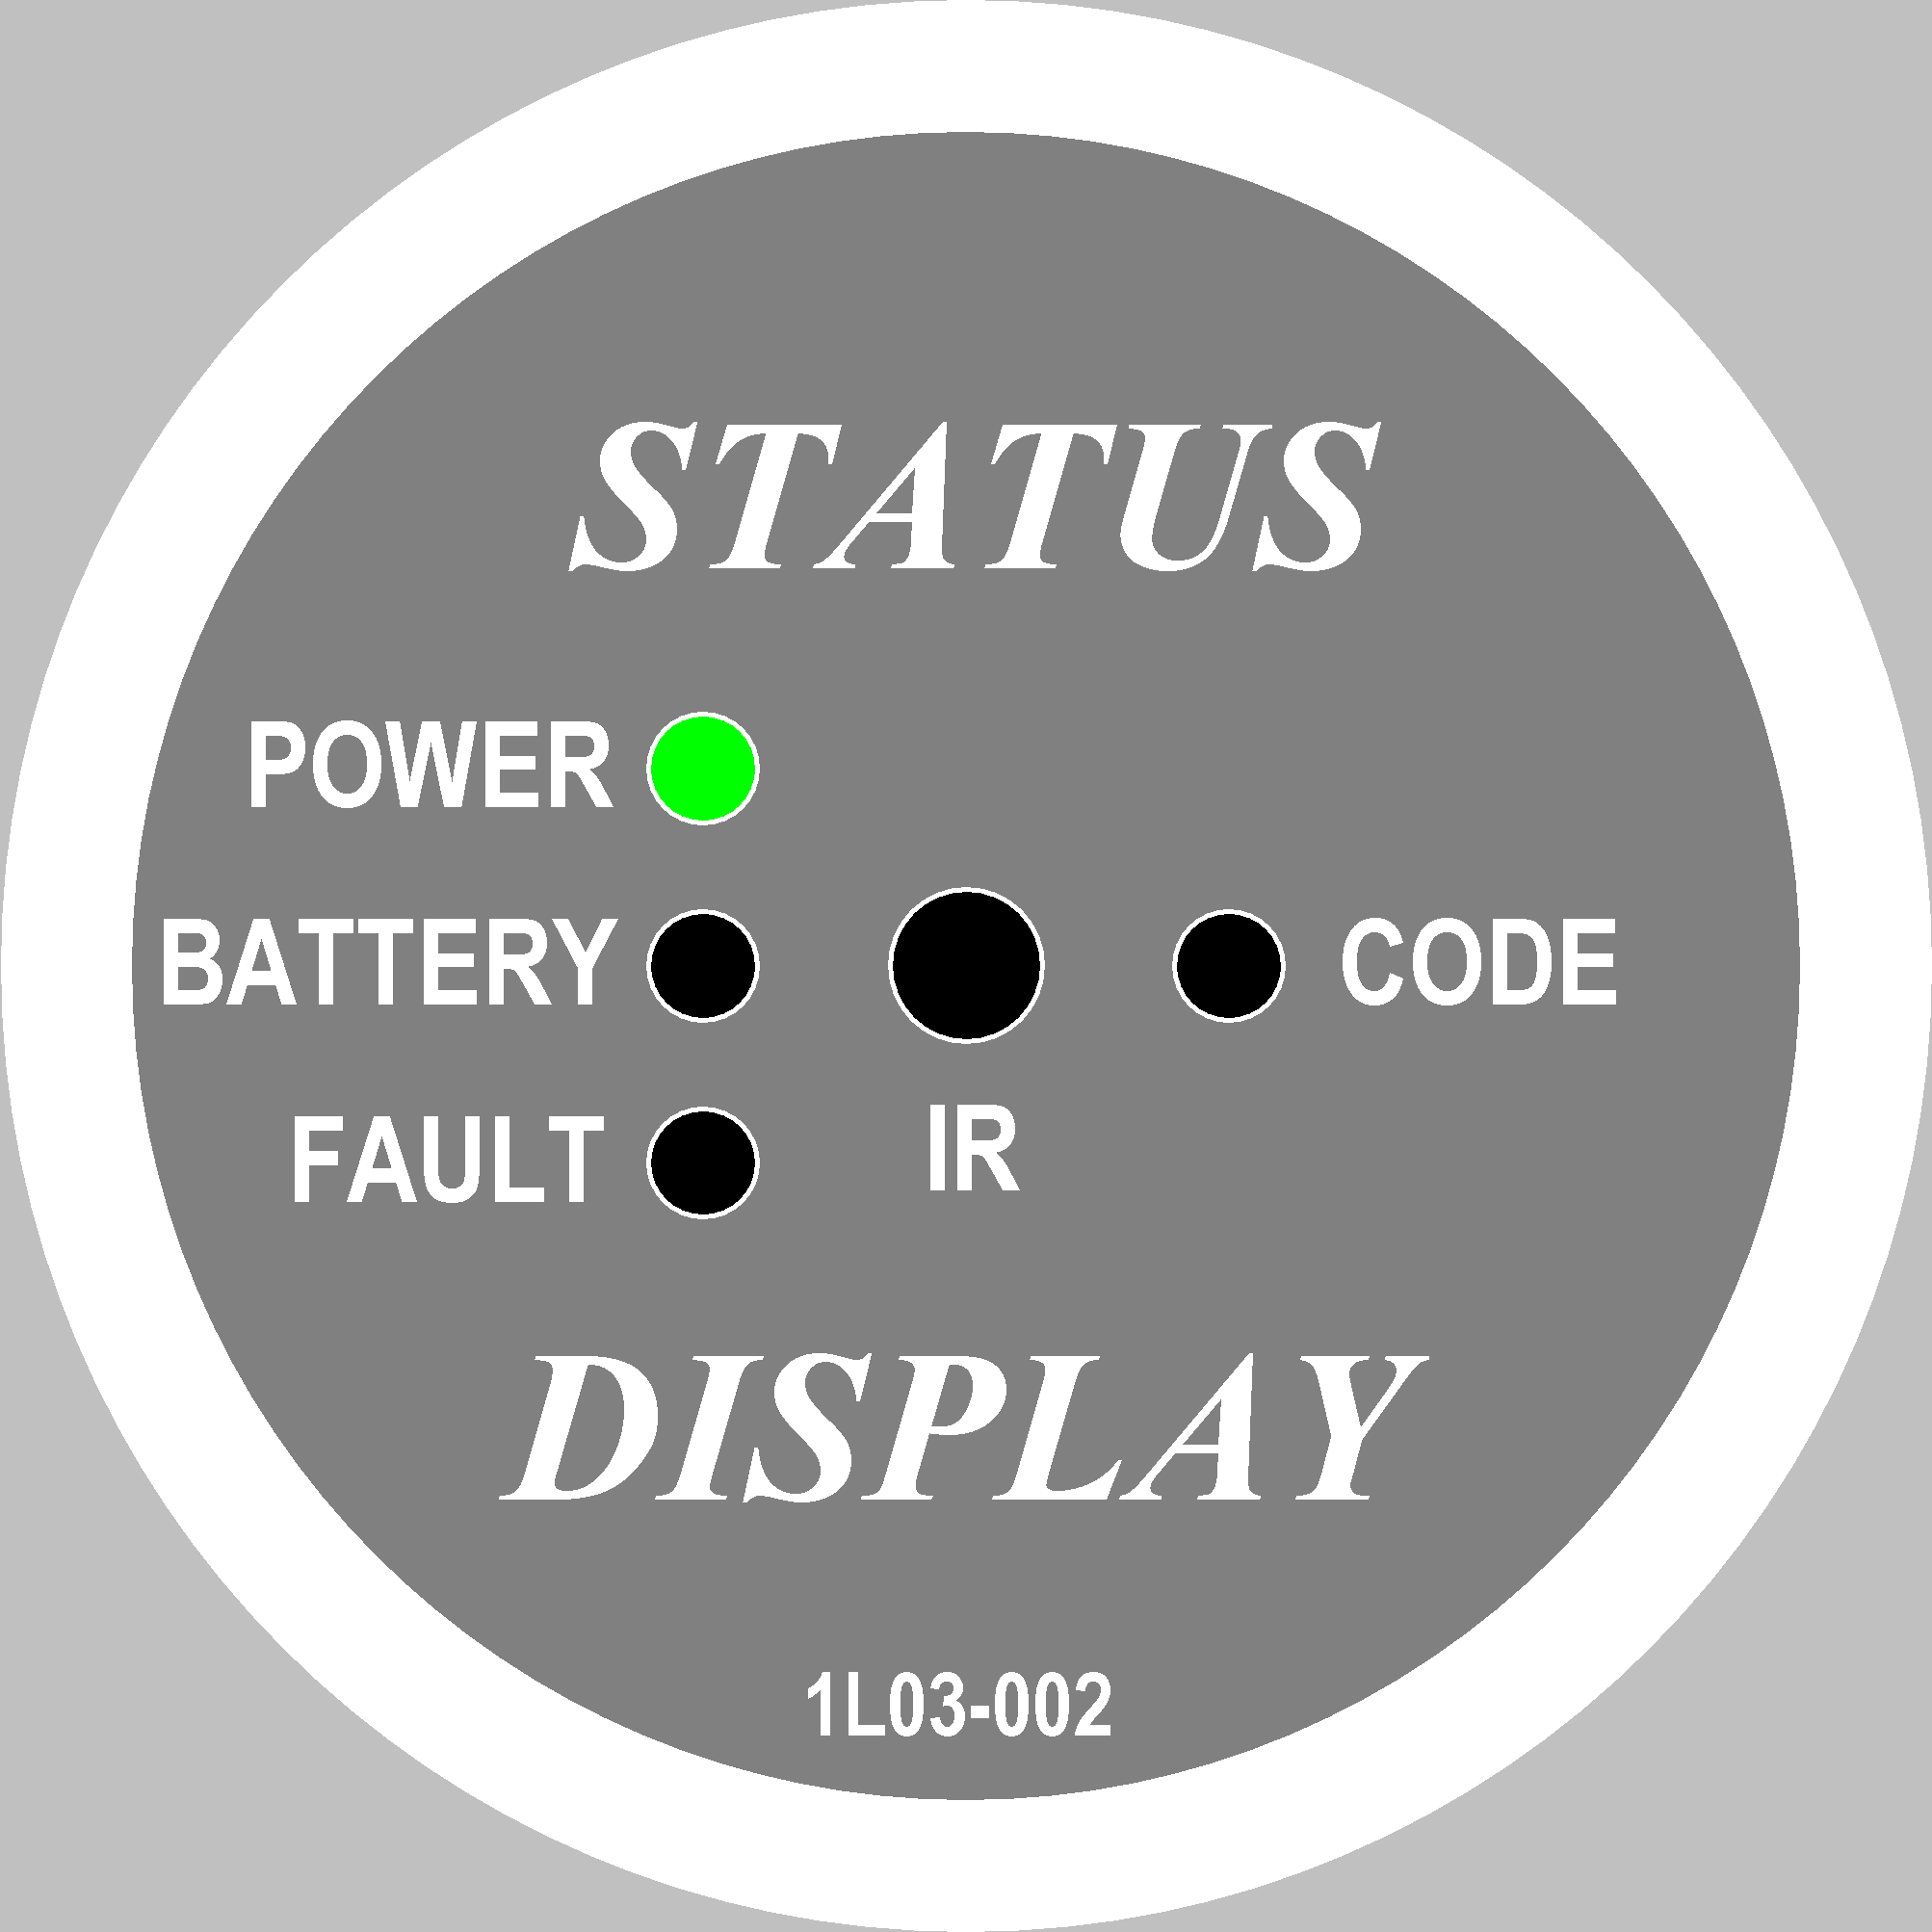 STATUS
POWER
BATTERY
CODE
FAULT
IR
DISPLAY
1L03-002